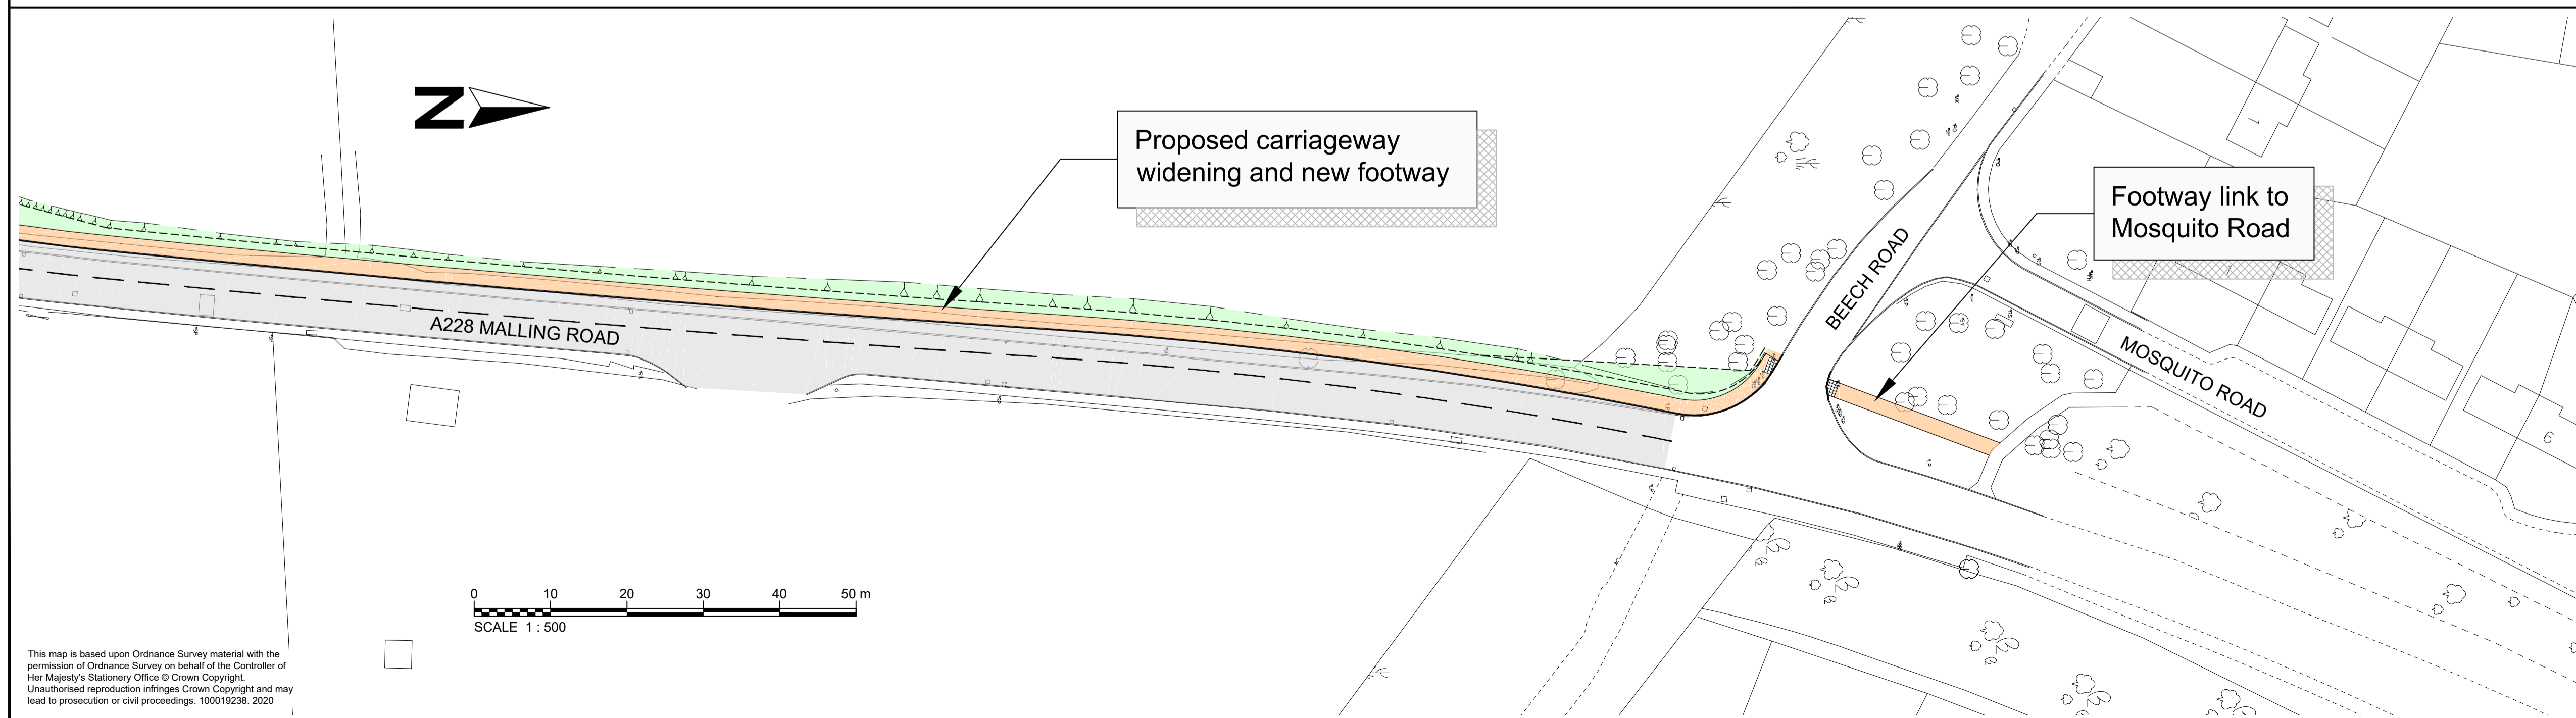 N
Proposed carriageway
widening and new footway
Footway link to
Mosquito Road
BEECH ROAD
MOSQUITO ROAD
A228 MALLING ROAD
1
1
6
0 10 20 30 40 50 m
SCALE 1 : 500
This map is based upon Ordnance Survey material with the
permission of Ordnance Survey on behalf of the Controller of
Her Majesty's Stationery Office © Crown Copyright.
Unauthorised reproduction infringes Crown Copyright and may
lead to prosecution or civil proceedings. 100019238. 2020